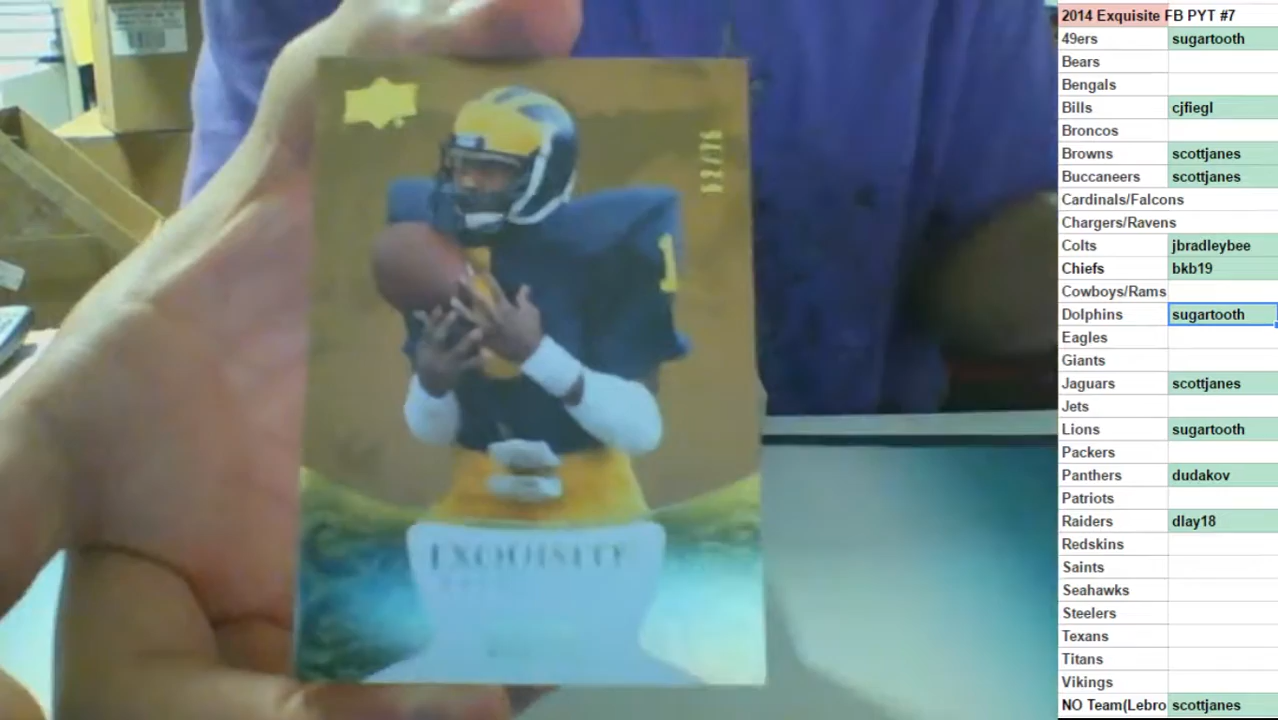 2014 Exquisite FB PYT #7
49ers sugartooth
Bears
Bengals
Bills cjfiegl
Broncos
Browns scottjanes
Buccaneers scottjanes
Cardinals/Falcons
Chargers/Ravens
Colts jbradleybee
Chiefs bkb19
Cowboys/Rams
Dolphins sugartooth
Eagles
Giants
Jaguars scottjanes
Jets
Lions sugartooth
Packers
Panthers dudakov
Patriots
Raiders dlay18
Redskins
Saints
Seahawks
Steelers
Texans
Titans
Vikings
NO Team(Lebro scottjanes
1
EXQUISITE